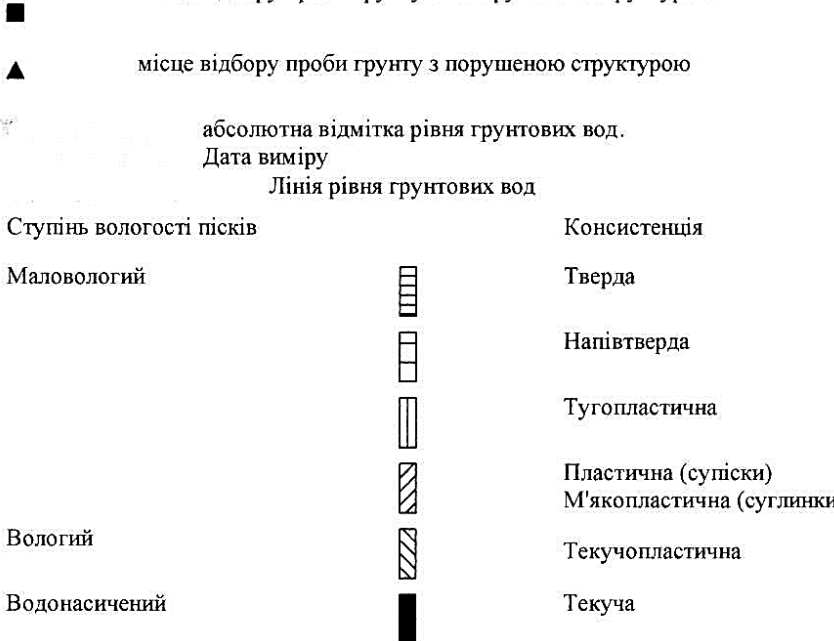 місце відбору проби грунту з порушеною структурою
абсолютна відмітка рівня грунтових вод.
Дата виміру
Лінія рівня грунтових вод
Ступінь вологості пісків Консистенція
Маловологий Тверда
Напівтверда
Тугопластична
Пластична (супіски)
М'якопластична (суглинки
Вологий Текучопластична
Водонасичений Текуча